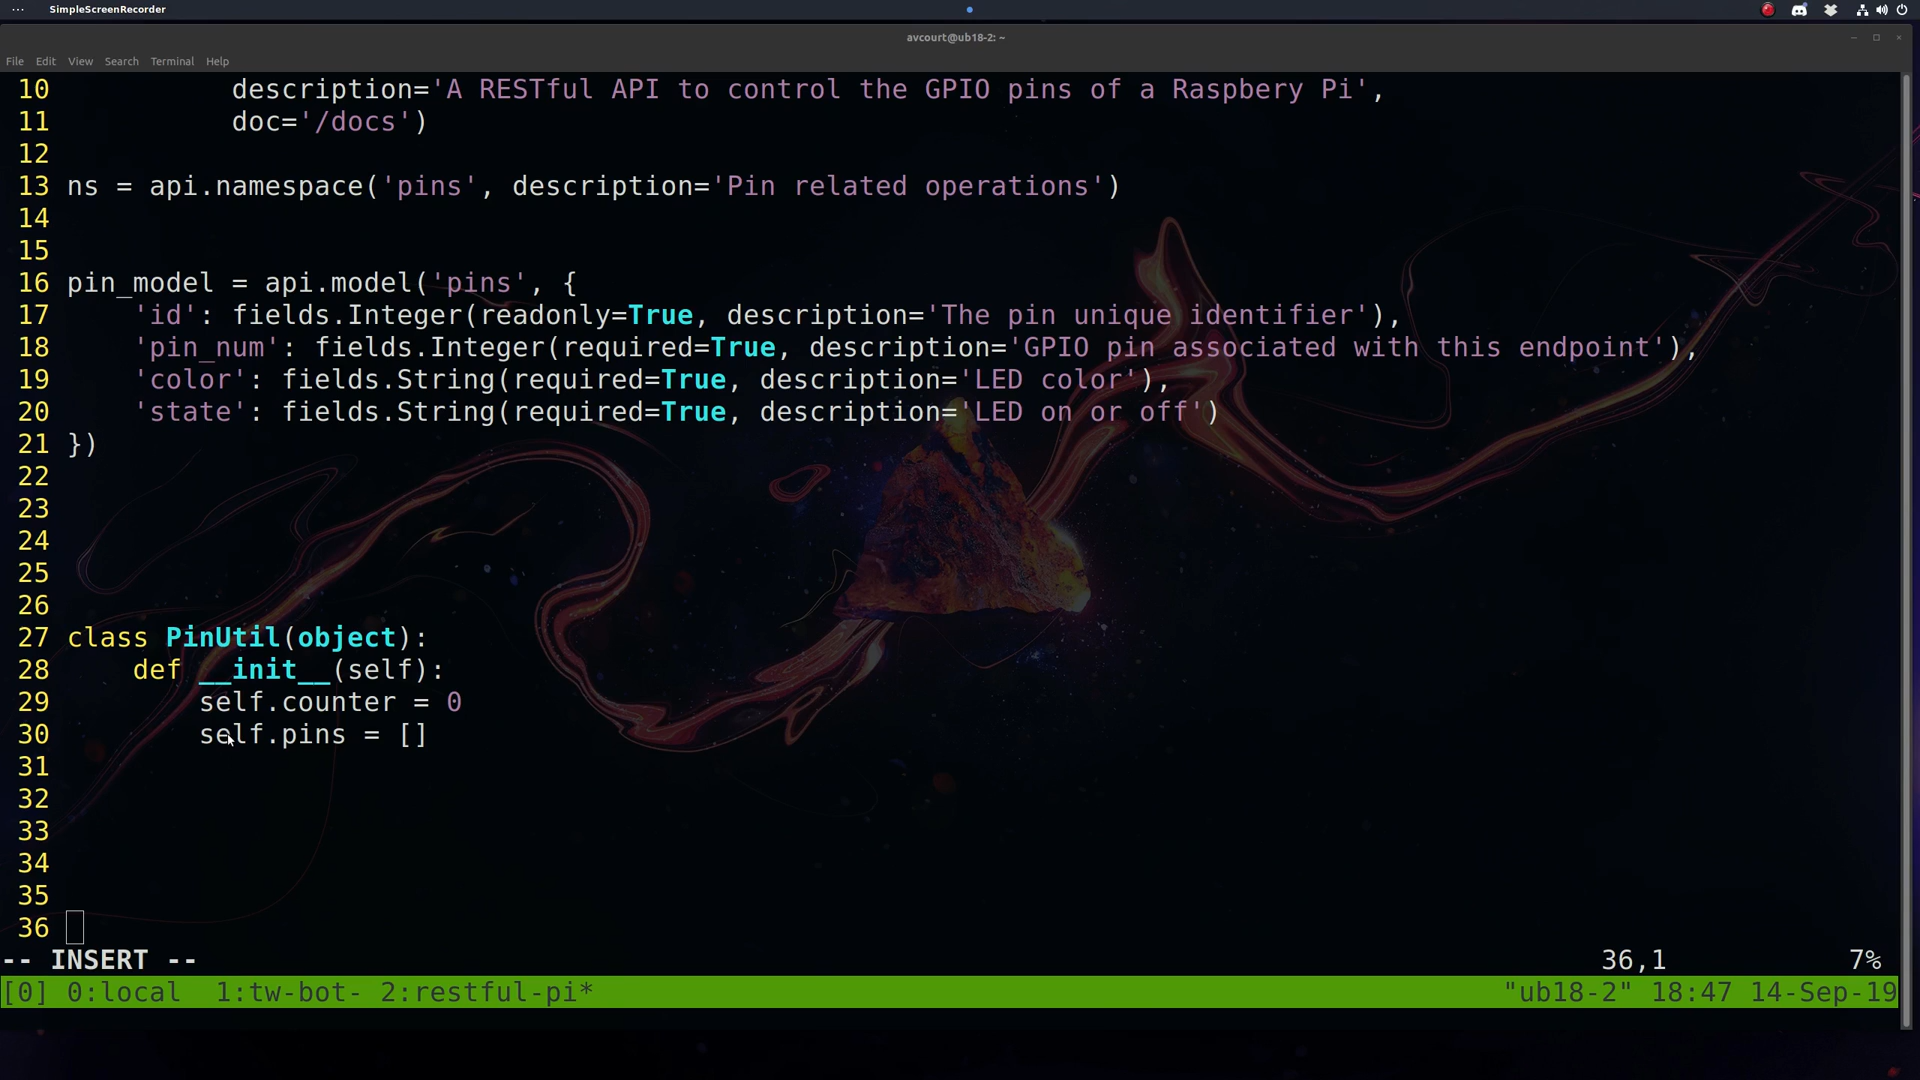 SimpleScreenRecorder
avcourt@ub18-2: ~
File Edit View Search Terminal Help
10 description='A RESTful API to control the GPIO pins of a Raspbery Pi',
11 doc='/docs')
12
13 ns = api.namespace('pins', description='Pin related operations')
14
15
16 pin_model = api.model('pins', {
17 'id': fields.Integer(readonly=True, description='The pin unique identifier'),
18 'pin_num': fields.Integer(required=True, description='GPIO pin associated with this endpoint'),
19 'color': fields.String(required=True, description='LED color'),
20 'state': fields.String(required=True, description='LED on or off')
21 })
22
23
24
25
26
27 class PinUtil(object):
28 def __init__(self):
29 self.counter = 0
30 self.pins = []
31
32
33
34
35
36
-- INSERT -- 36,1 7%
[0] 0:local 1:tw-bot- 2:restful-pi* "ub18-2" 18:47 14-Sep-19